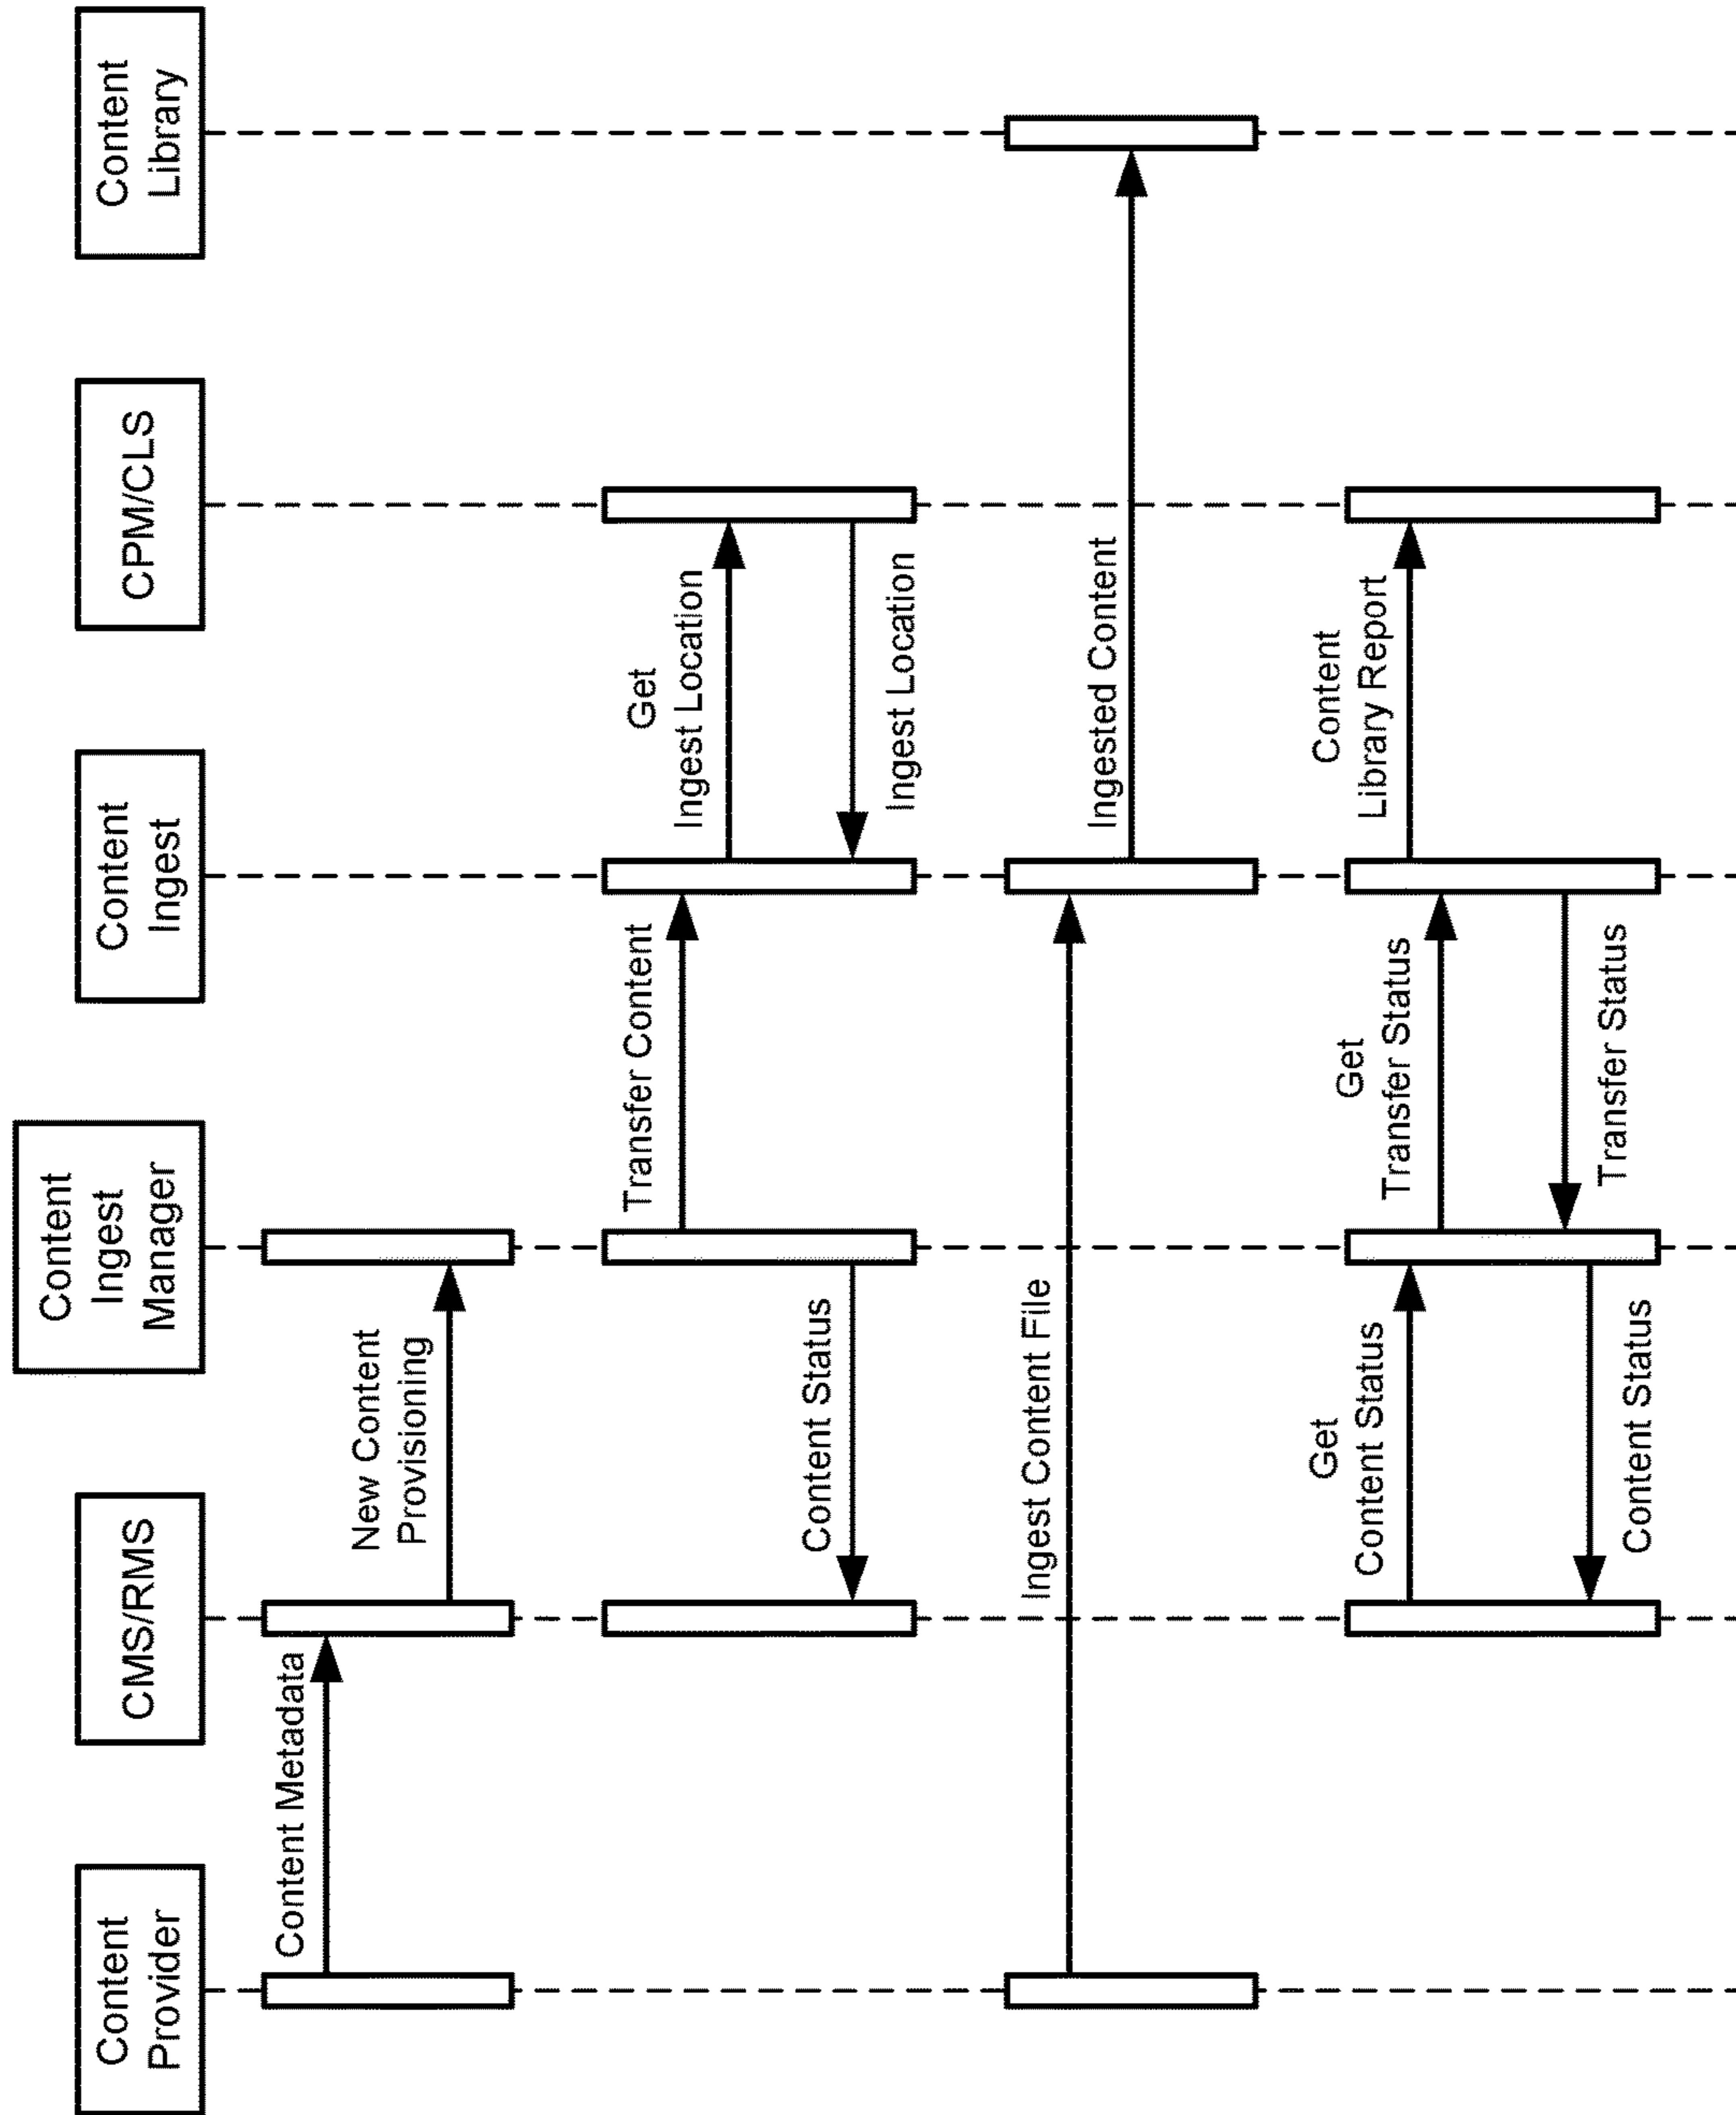 Content
Provider
CMS/RMS
Content
Ingest
Manager
Content
Ingest
CPM/CLS
Content
Library
Content Metadata
New Content
Provisioning
Transfer Content
Get
Ingest Location
Content Status
Ingest Location
Ingest Content File
Ingested Content
Get
Content Status
Get
Transfer Status
Content
Library Report
Transfer Status
Content Status